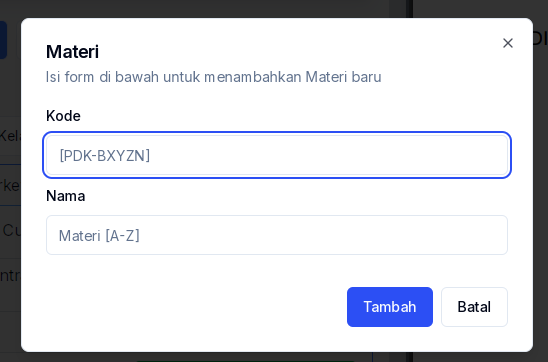 Materi
Isi form di bawah untuk menambahkan Materi baru
Kode
[PDK-BXYZN]
Nama
Materi [A-Z]
Tambah
Batal